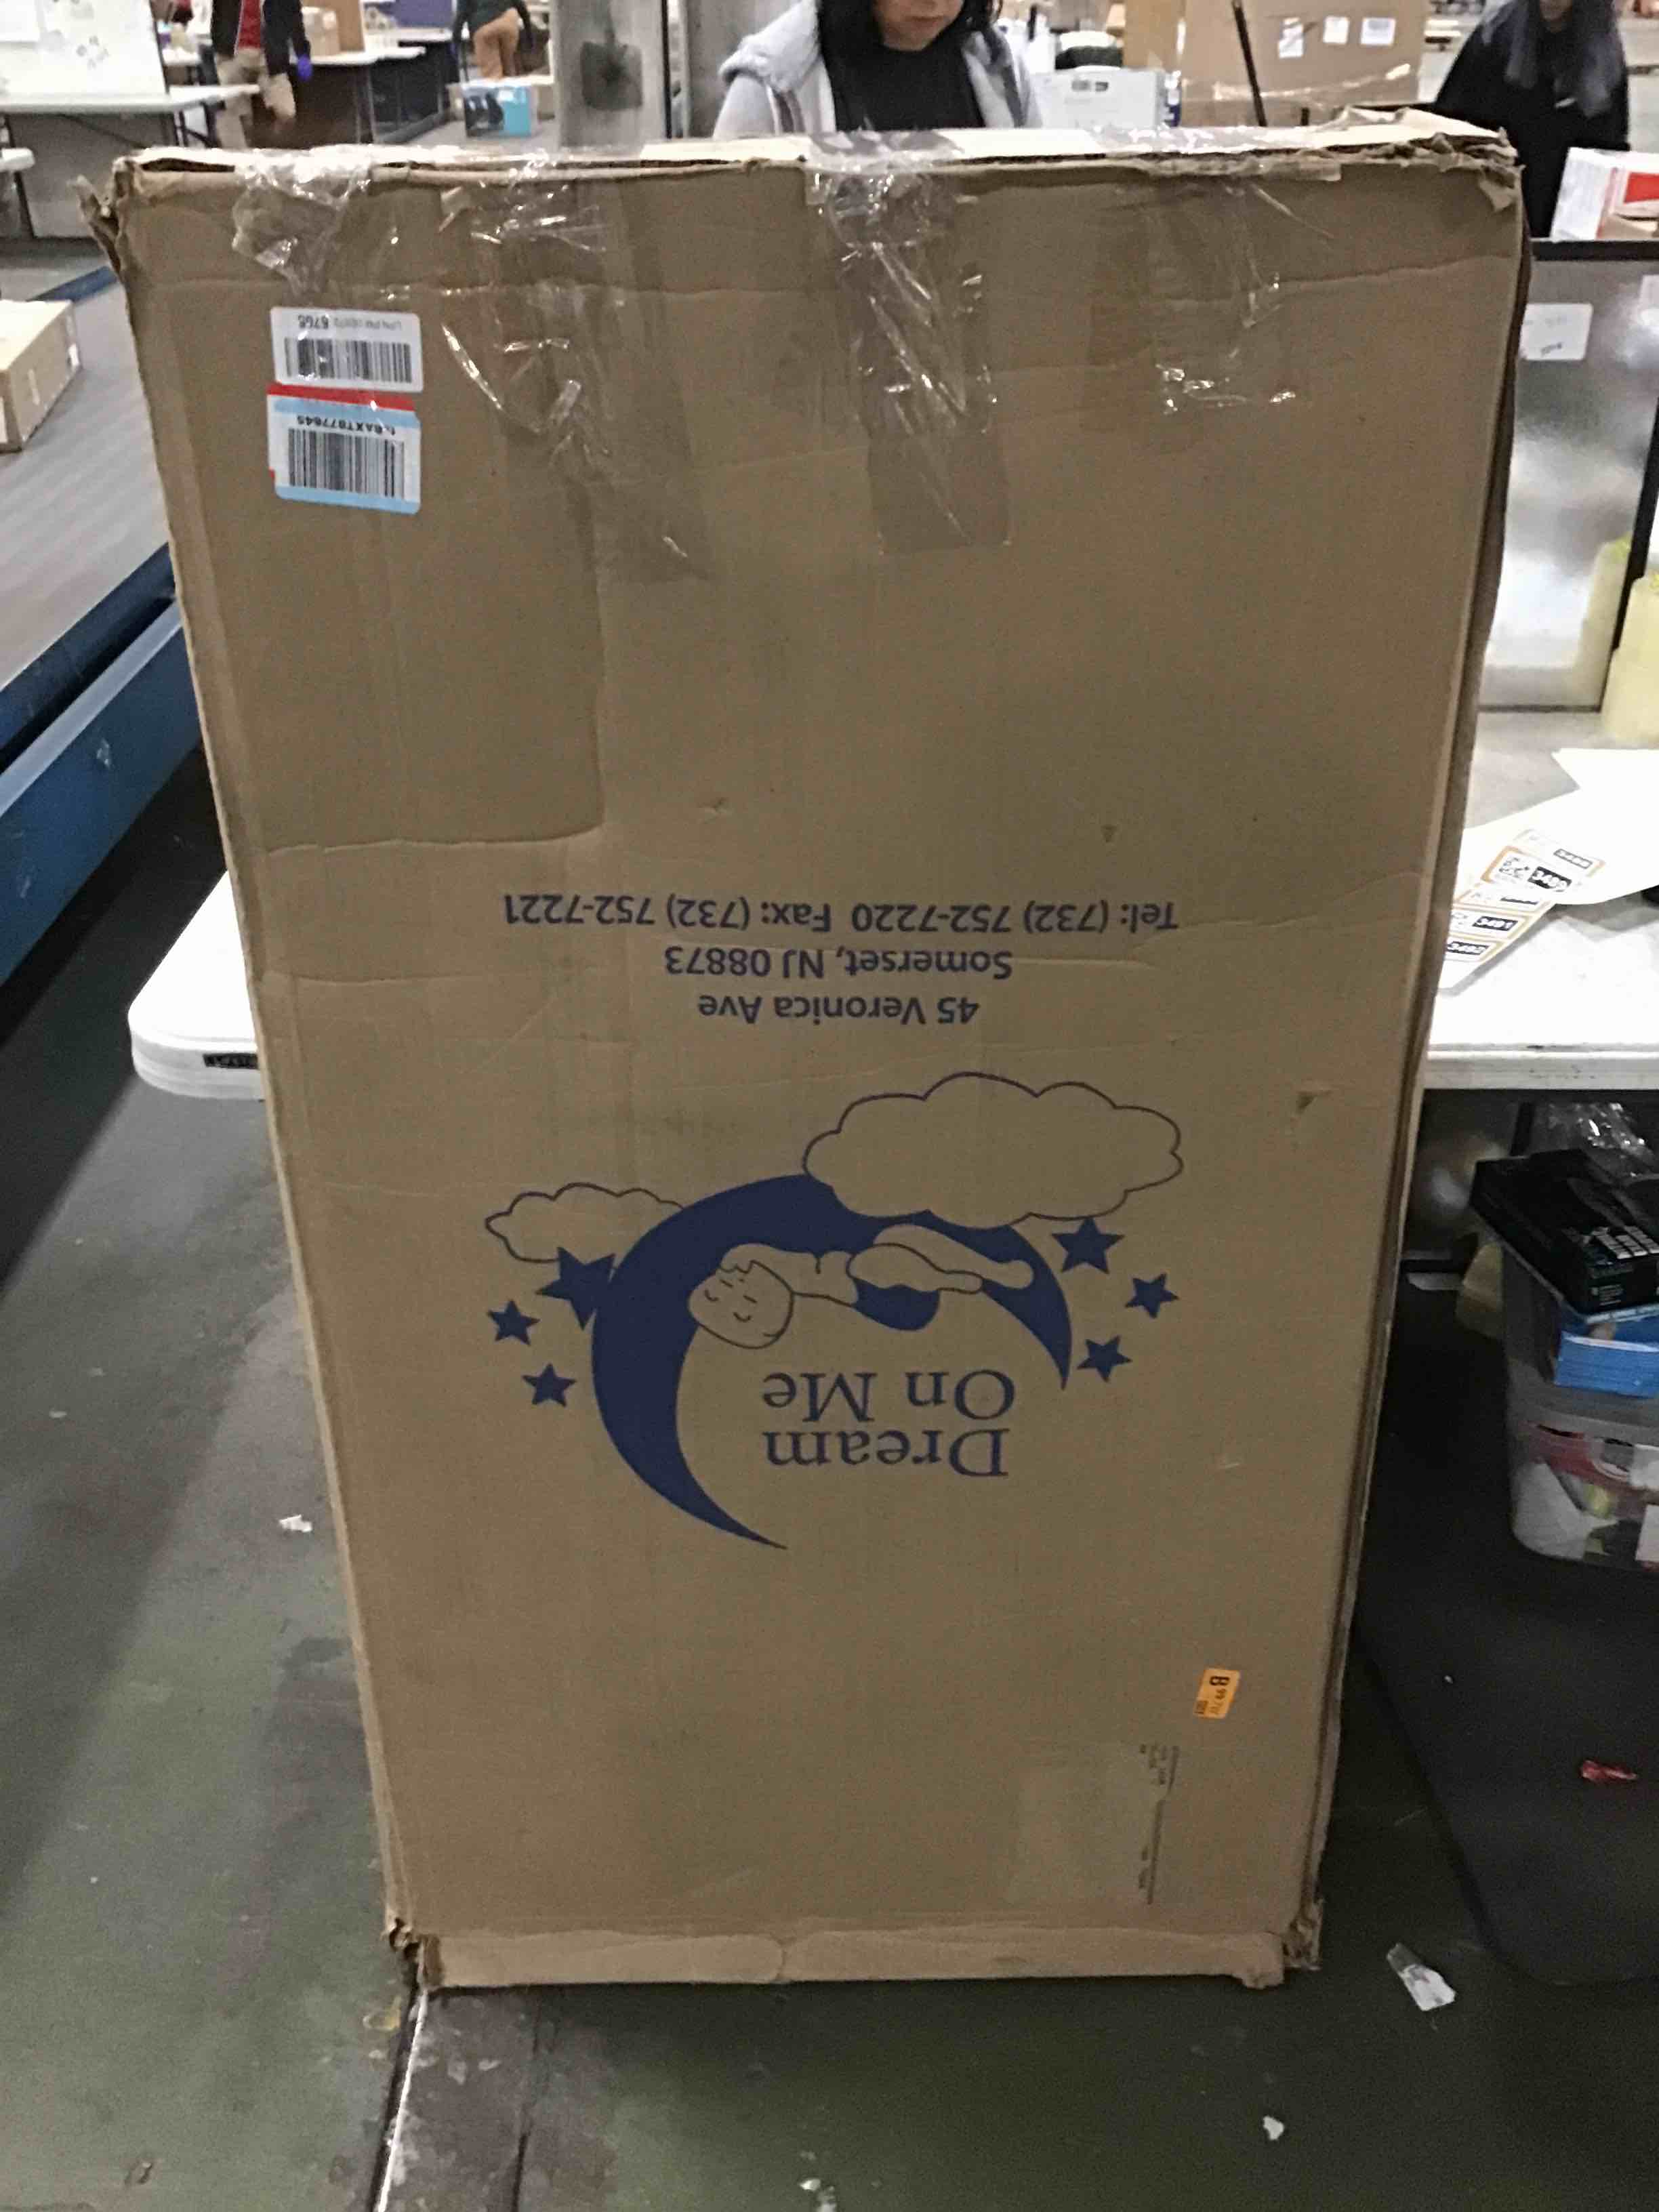 Dream
On Me
45 Veronica Ave
Somerset, NJ 08873
Tel: (732) 752-7220 Fax: (732) 752-7221
B